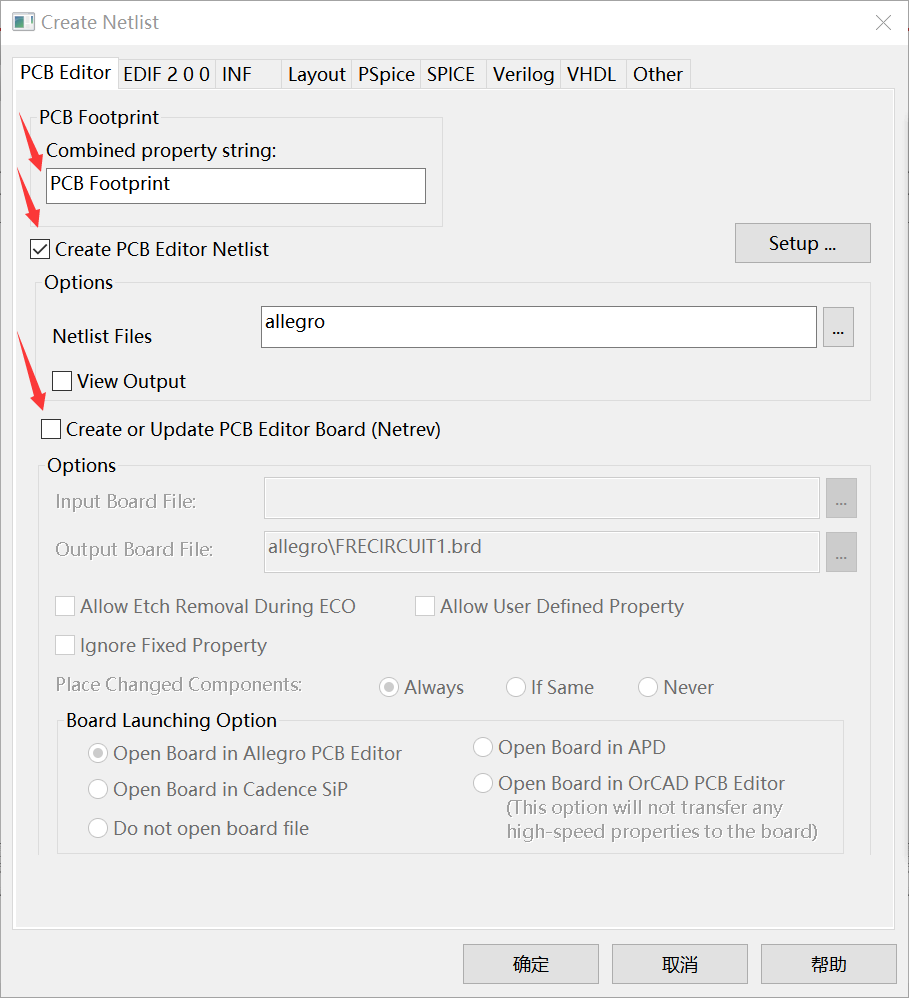 Create Netlist
PCB Editor EDIF 2 0 0 INF Layout PSpice SPICE Verilog VHDL Other
PCB Footprint
Combined property string:
PCB Footprint
Create PCB Editor Netlist
Setup ...
Options
Netlist Files allegro ...
View Output
Create or Update PCB Editor Board (Netrev)
Options
Input Board File: ...
Output Board File: allegro\FRECIRCUIT1.brd ...
Allow Etch Removal During ECO Allow User Defined Property
Ignore Fixed Property
Place Changed Components: Always If Same Never
Board Launching Option
Open Board in Allegro PCB Editor Open Board in APD
Open Board in Cadence SiP Open Board in OrCAD PCB Editor
(This option will not transfer any
high-speed properties to the board)
Do not open board file
确定 取消 帮助